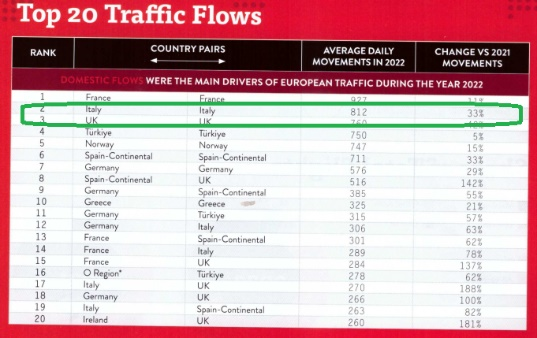 Top 20 Traffic Flows
RANK COUNTRY PAIRS AVERAGE DAILY MOVEMENTS IN 2022 CHANGE VS 2021 MOVEMENTS
DOMESTIC FLOWS WERE THE MAIN DRIVERS OF EUROPEAN TRAFFIC DURING THE YEAR 2022
1 France France 927
2 Italy Italy 812 33%
3 UK UK 760
4 Türkiye Türkiye 750 5%
5 Norway Norway 747 15%
6 Spain-Continental Spain-Continental 711 33%
7 Germany Germany 576 29%
8 Spain-Continental UK 516 142%
9 Germany Spain-Continental 385 55%
10 Greece Greece 325 21%
11 Germany Türkiye 315 57%
12 Germany Italy 306 63%
13 France Spain-Continental 301 62%
14 France Italy 289 78%
15 France UK 284 137%
16 O Region* Türkiye 278 62%
17 Italy UK 270 188%
18 Germany UK 266 100%
19 Italy Spain-Continental 263 82%
20 Ireland UK 260 181%